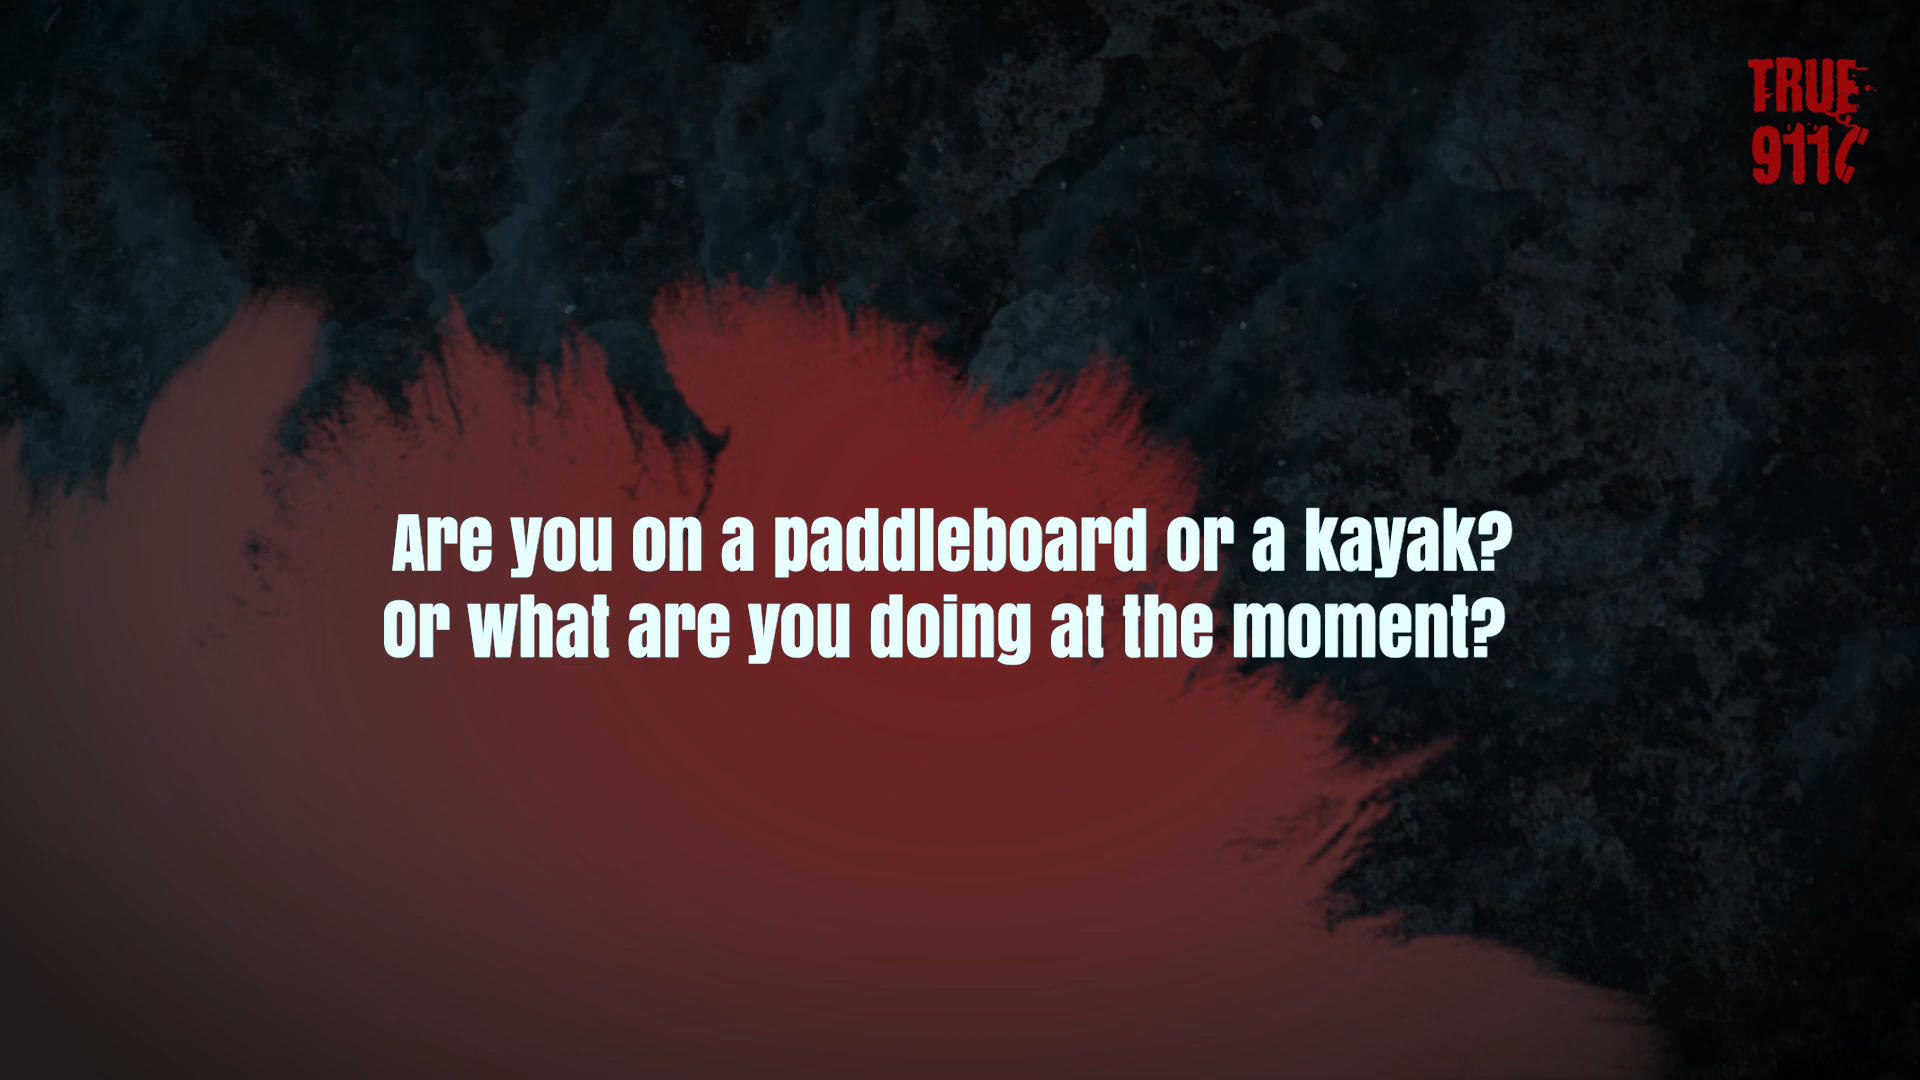 TRUE
911
Are you on a paddleboard or a kayak?
Or what are you doing at the moment?